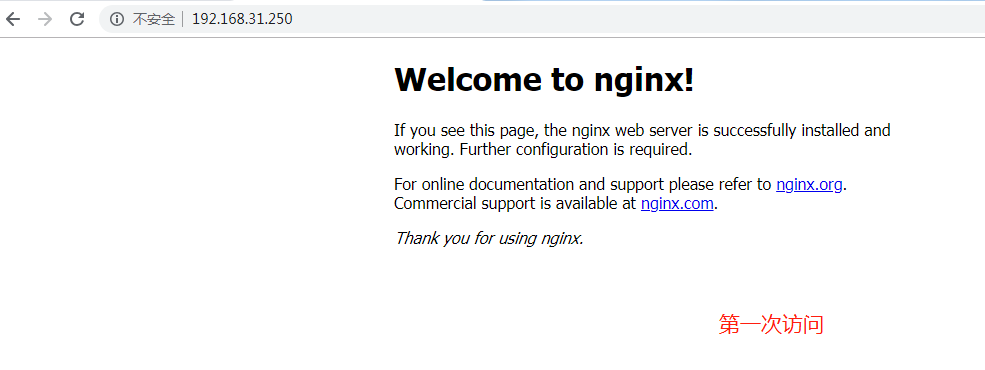 不安全 | 192.168.31.250
Welcome to nginx!
If you see this page, the nginx web server is successfully installed and
working. Further configuration is required.
For online documentation and support please refer to nginx.org.
Commercial support is available at nginx.com.
Thank you for using nginx.
第一次访问